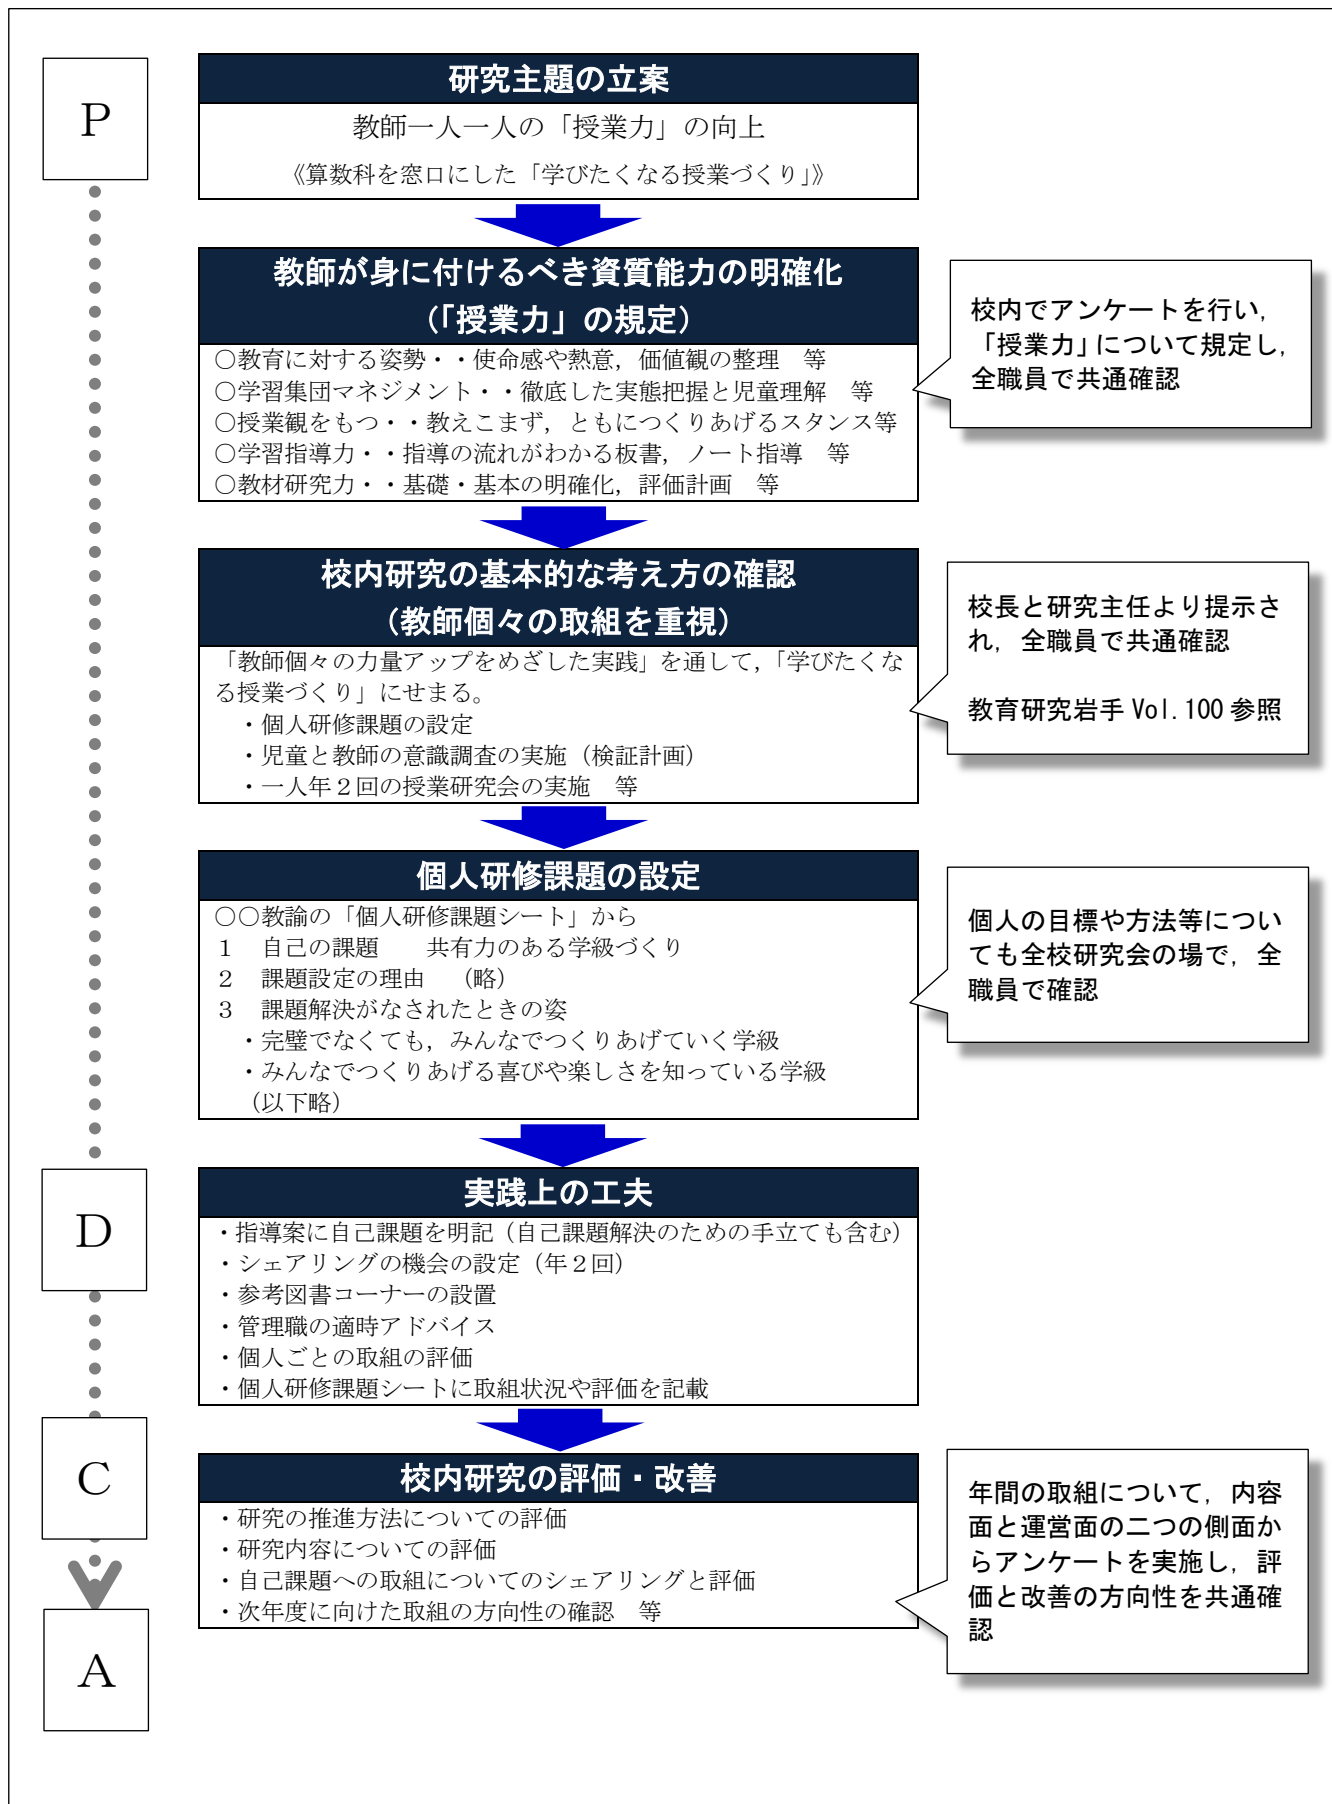 P
研究主題の立案
教師一人一人の「授業力」の向上
《算数科を窓口にした「学びたくなる授業づくり」》
教師が身に付けるべき資質能力の明確化
（「授業力」の規定）
○教育に対する姿勢・・使命感や熱意，価値観の整理　等
○学習集団マネジメント・・徹底した実態把握と児童理解　等
○授業観をもつ・・教えこまず，ともにつくりあげるスタンス等
○学習指導力・・指導の流れがわかる板書，ノート指導　等
○教材研究力・・基礎・基本の明確化，評価計画　等
校内でアンケートを行い，
「授業力」について規定し，
全職員で共通確認
校内研究の基本的な考え方の確認
（教師個々の取組を重視）
「教師個々の力量アップをめざした実践」を通して，「学びたくな
る授業づくり」にせまる。
・個人研修課題の設定
・児童と教師の意識調査の実施（検証計画）
・一人年２回の授業研究会の実施　等
校長と研究主任より提示さ
れ，全職員で共通確認
教育研究岩手 Vol.100 参照
個人研修課題の設定
○○教諭の「個人研修課題シート」から
１　自己の課題　　共有力のある学級づくり
２　課題設定の理由　（略）
３　課題解決がなされたときの姿
・完璧でなくても，みんなでつくりあげていく学級
・みんなでつくりあげる喜びや楽しさを知っている学級
（以下略）
個人の目標や方法等につい
ても全校研究会の場で，全
職員で確認
D
実践上の工夫
・指導案に自己課題を明記（自己課題解決のための手立ても含む）
・シェアリングの機会の設定（年２回）
・参考図書コーナーの設置
・管理職の適時アドバイス
・個人ごとの取組の評価
・個人研修課題シートに取組状況や評価を記載
C
校内研究の評価・改善
・研究の推進方法についての評価
・研究内容についての評価
・自己課題への取組についてのシェアリングと評価
・次年度に向けた取組の方向性の確認　等
年間の取組について，内容
面と運営面の二つの側面か
らアンケートを実施し，評
価と改善の方向性を共通確
認
A